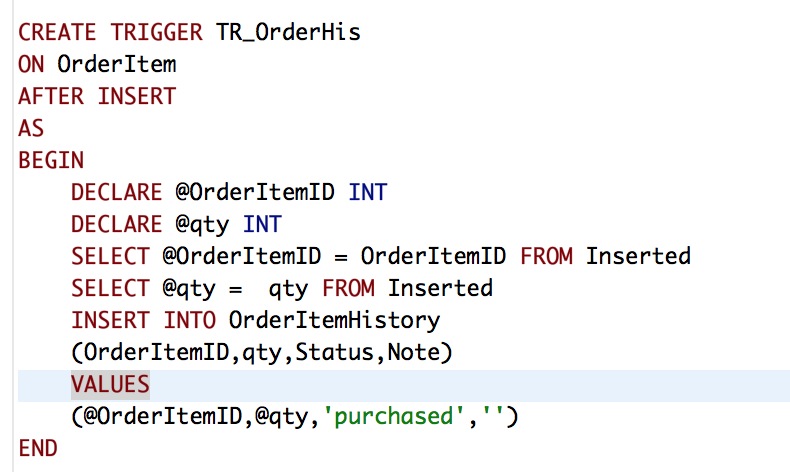 CREATE TRIGGER TR_OrderHis
ON OrderItem
AFTER INSERT
AS
BEGIN
    DECLARE @OrderItemID INT
    DECLARE @qty INT
    SELECT @OrderItemID = OrderItemID FROM Inserted
    SELECT @qty =  qty FROM Inserted
    INSERT INTO OrderItemHistory
    (OrderItemID,qty,Status,Note)
    VALUES
    (@OrderItemID,@qty,'purchased','')
END